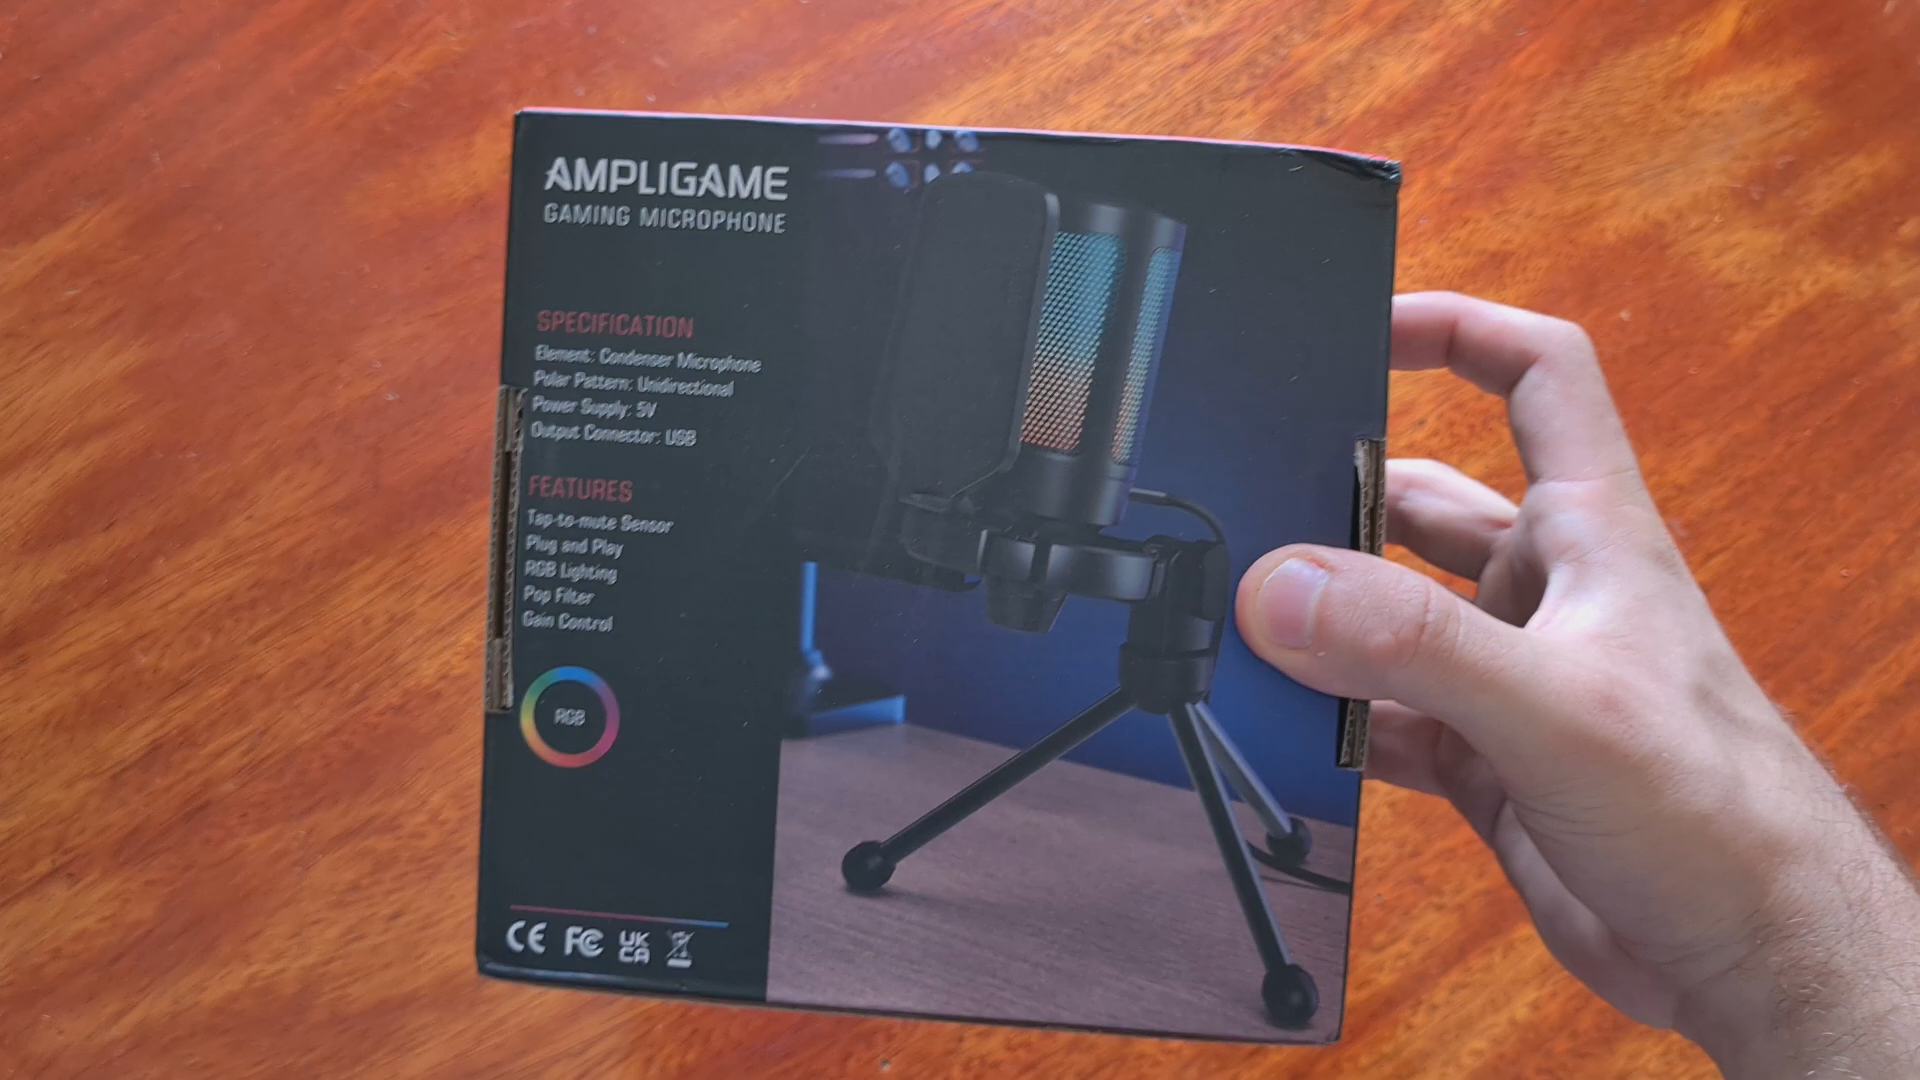 AMPLIGAME
GAMING MICROPHONE
SPECIFICATION
Element: Condenser Microphone
Polar Pattern: Unidirectional
Power Supply: 5V
Output Connector: USB
FEATURES
Tap-to-mute Sensor
Plug and Play
RGB Lighting
Pop Filter
Gain Control
RGB
CE FC UK
CA